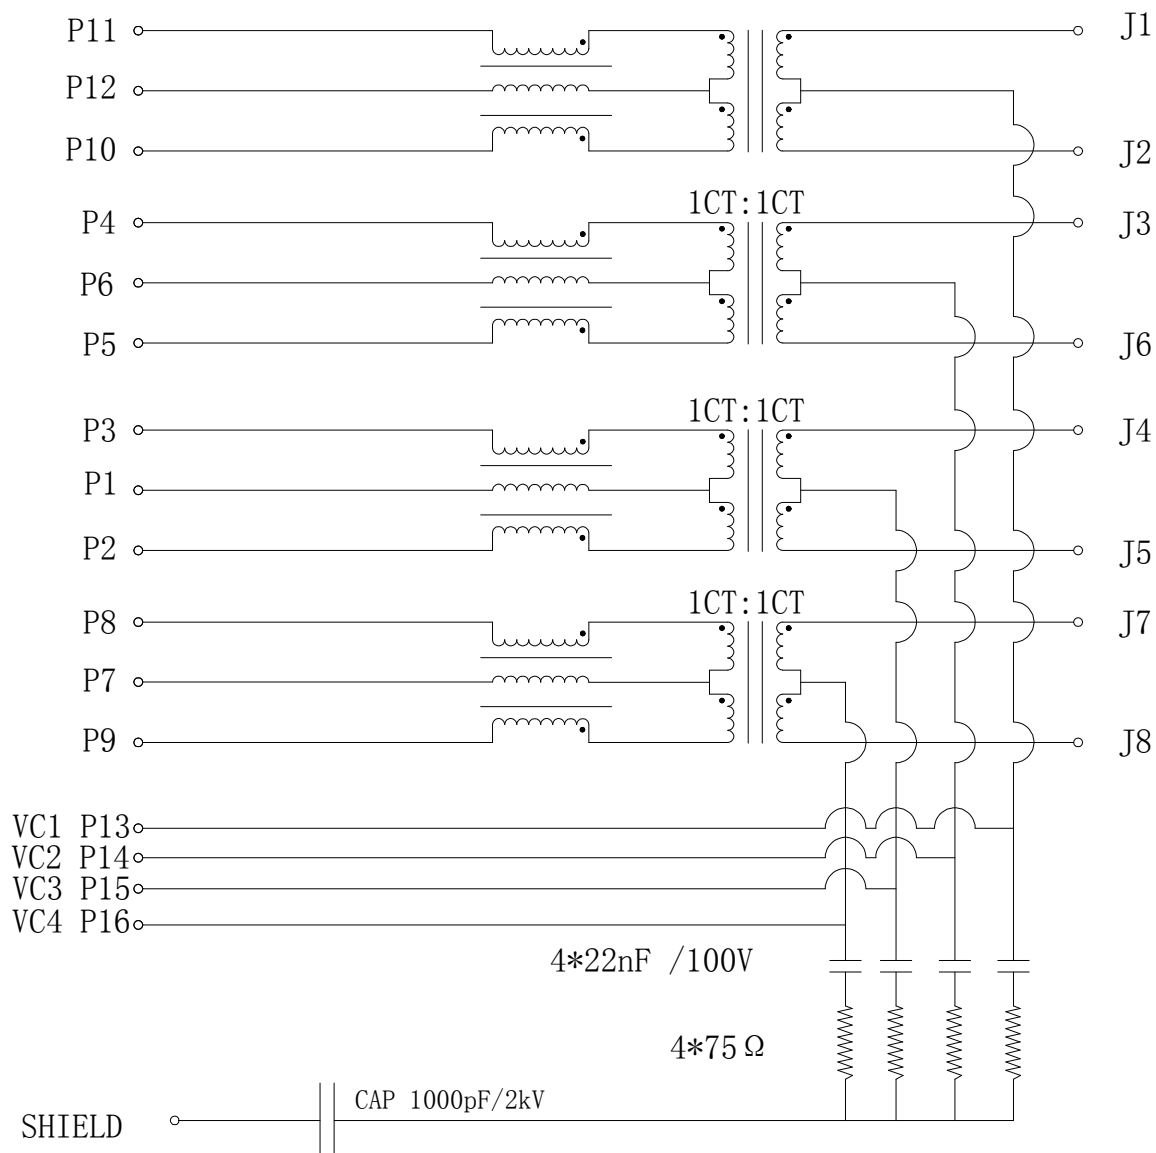 P11
J1
P12
P10
J2
1CT:1CT
P4
J3
P6
P5
J6
1CT:1CT
P3
J4
P1
P2
J5
1CT:1CT
P8
J7
P7
P9
J8
VC1 P13
VC2 P14
VC3 P15
VC4 P16
4*22nF /100V
4*75Ω
CAP 1000pF/2kV
SHIELD